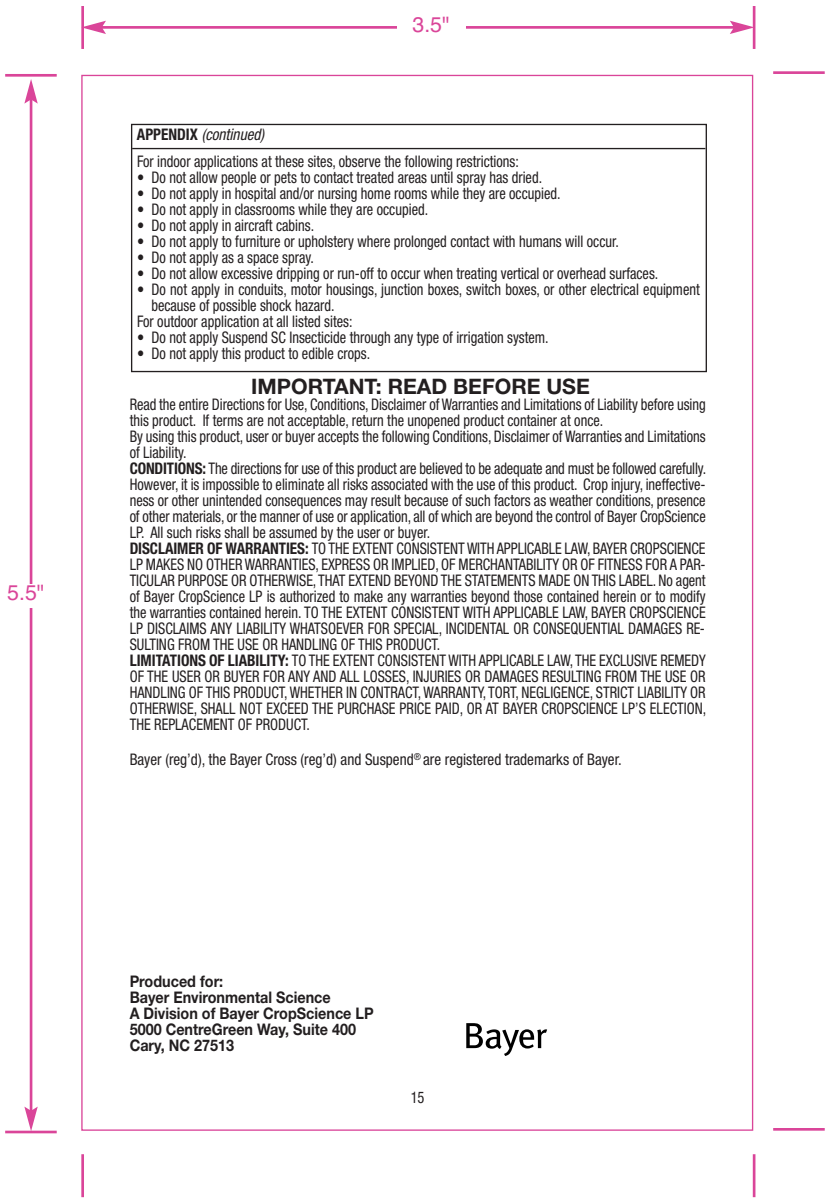 3.5"
APPENDIX (continued)
For indoor applications at these sites, observe the following restrictions:
• Do not allow people or pets to contact treated areas until spray has dried.
• Do not apply in hospital and/or nursing home rooms while they are occupied.
• Do not apply in classrooms while they are occupied.
• Do not apply in aircraft cabins.
• Do not apply to furniture or upholstery where prolonged contact with humans will occur.
• Do not apply as a space spray.
• Do not allow excessive dripping or run-off to occur when treating vertical or overhead surfaces.
• Do not apply in conduits, motor housings, junction boxes, switch boxes, or other electrical equipment
because of possible shock hazard.
For outdoor application at all listed sites:
• Do not apply Suspend SC Insecticide through any type of irrigation system.
• Do not apply this product to edible crops.
IMPORTANT: READ BEFORE USE
Read the entire Directions for Use, Conditions, Disclaimer of Warranties and Limitations of Liability before using
this product. If terms are not acceptable, return the unopened product container at once.
By using this product, user or buyer accepts the following Conditions, Disclaimer of Warranties and Limitations
of Liability.
CONDITIONS: The directions for use of this product are believed to be adequate and must be followed carefully.
However, it is impossible to eliminate all risks associated with the use of this product. Crop injury, ineffective-
ness or other unintended consequences may result because of such factors as weather conditions, presence
of other materials, or the manner of use or application, all of which are beyond the control of Bayer CropScience
LP. All such risks shall be assumed by the user or buyer.
DISCLAIMER OF WARRANTIES: TO THE EXTENT CONSISTENT WITH APPLICABLE LAW, BAYER CROPSCIENCE
LP MAKES NO OTHER WARRANTIES, EXPRESS OR IMPLIED, OF MERCHANTABILITY OR OF FITNESS FOR A PAR-
TICULAR PURPOSE OR OTHERWISE, THAT EXTEND BEYOND THE STATEMENTS MADE ON THIS LABEL. No agent
of Bayer CropScience LP is authorized to make any warranties beyond those contained herein or to modify
the warranties contained herein. TO THE EXTENT CONSISTENT WITH APPLICABLE LAW, BAYER CROPSCIENCE
LP DISCLAIMS ANY LIABILITY WHATSOEVER FOR SPECIAL, INCIDENTAL OR CONSEQUENTIAL DAMAGES RE-
SULTING FROM THE USE OR HANDLING OF THIS PRODUCT.
LIMITATIONS OF LIABILITY: TO THE EXTENT CONSISTENT WITH APPLICABLE LAW, THE EXCLUSIVE REMEDY
OF THE USER OR BUYER FOR ANY AND ALL LOSSES, INJURIES OR DAMAGES RESULTING FROM THE USE OR
HANDLING OF THIS PRODUCT, WHETHER IN CONTRACT, WARRANTY, TORT, NEGLIGENCE, STRICT LIABILITY OR
OTHERWISE, SHALL NOT EXCEED THE PURCHASE PRICE PAID, OR AT BAYER CROPSCIENCE LP'S ELECTION,
THE REPLACEMENT OF PRODUCT.
5.5"
Bayer (reg'd), the Bayer Cross (reg'd) and Suspend® are registered trademarks of Bayer.
Produced for:
Bayer Environmental Science
A Division of Bayer CropScience LP
5000 CentreGreen Way, Suite 400
Cary, NC 27513
Bayer
15